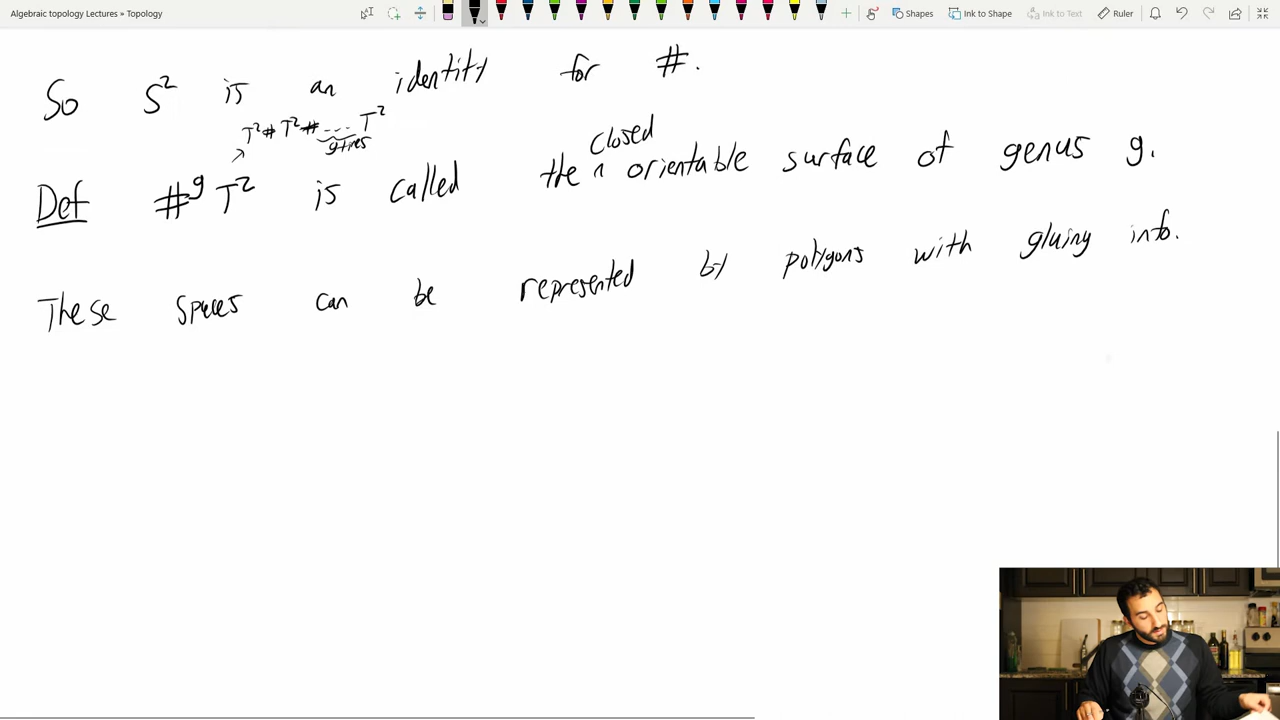 Algebraic topology Lectures » Topology
Shapes Ink to Shape Ink to Text Ruler
So S² is an identity for #.
T² # T² # .... T²
g times
closed
Def #^g T² is called the ^ orientable surface of genus g.
These spaces can be represented by polygons with gluing info.